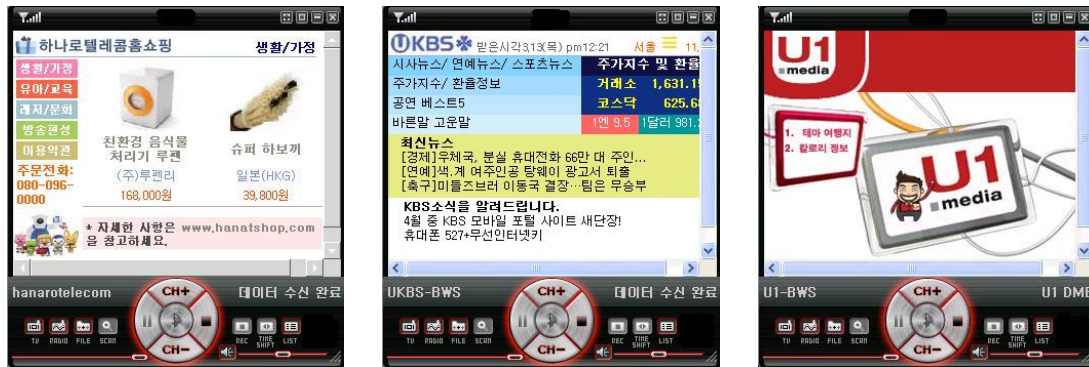 하나로텔레콤홈쇼핑
생활/가정
생활/가정
유아/교육
레저/문화
방송편성
이용약관
주문전화:
080-096-
0000
친환경 음식물
처리기 루펜
(주)루펜리
168,000원
슈퍼 하보끼
일본(HKG)
39,800원
* 자세한 사항은 www.hanatshop.com
을 참고하세요.
hanarotelecom
데이터 수신 완료
CH+
CH-
TV
RADIO
FILE
SCAN
REC
TIME
SHIFT
LIST
UKBS
받은시각3,13(목) pm12:21
서울
11,
시사뉴스/ 연예뉴스/ 스포츠뉴스
주가지수 및 환율
주가지수/ 환율정보
거래소 1,631.15
공연 베스트5
코스닥 625.68
바른말 고운말
1엔 9.5
1달러 981.
최신뉴스
[경제]우체국, 분실 휴대전화 66만 대 주인...
[연예]색.계 여주인공 탕웨이 광고서 퇴출
[축구]미들즈브러 이동국 결장…팀은 무승부
KBS소식을 알려드립니다.
4월 중 KBS 모바일 포털 사이트 새단장!
휴대폰 527+무선인터넷키
UKBS-BWS
데이터 수신 완료
CH+
CH-
TV
RADIO
FILE
SCAN
REC
TIME
SHIFT
LIST
U1
media
1. 테마 여행지
2. 칼로리 정보
U1
media
U1-BWS
U1 DMB
CH+
CH-
TV
RADIO
FILE
SCAN
REC
TIME
SHIFT
LIST